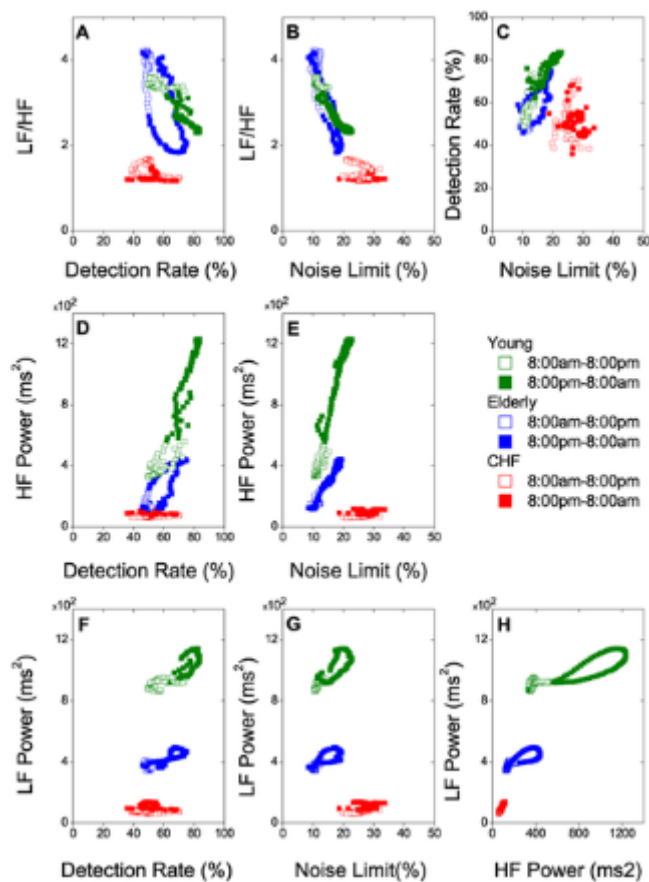 A
B
C
LF/HF
4
2
0
0 20 40 60 80 100
Detection Rate (%)
LF/HF
4
2
0
0 10 20 30 40 50
Noise Limit (%)
Detection Rate (%)
100
80
60
40
20
0
0 10 20 30 40 50
Noise Limit (%)
D
E
×10²
HF Power (ms²)
12
8
4
0
0 20 40 60 80 100
Detection Rate (%)
×10²
HF Power (ms²)
12
8
4
0
0 10 20 30 40 50
Noise Limit (%)
Young
8:00am-8:00pm
8:00pm-8:00am
Elderly
8:00am-8:00pm
8:00pm-8:00am
CHF
8:00am-8:00pm
8:00pm-8:00am
F
G
H
×10²
LF Power (ms²)
12
8
4
0
0 20 40 60 80 100
Detection Rate (%)
×10²
LF Power (ms²)
12
8
4
0
0 10 20 30 40 50
Noise Limit(%)
×10²
LF Power (ms²)
12
8
4
0
0 400 800 1200
HF Power (ms2)